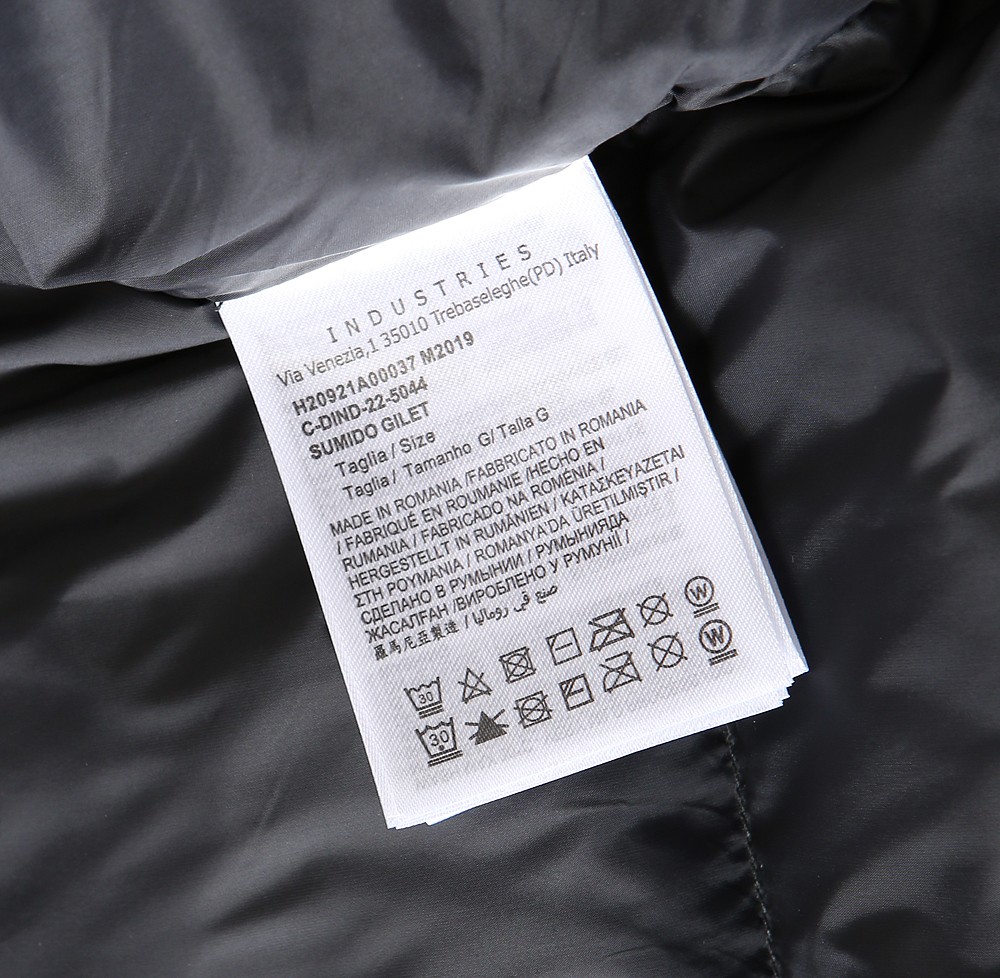 INDUSTRIES
Via Venezia,1 35010 Trebaseleghe(PD) Italy
H20921A00037 M2019
C-DIND-22-5044
SUMIDO GILET
Taglia / Size
Taglia / Tamanho G/ Talla G
MADE IN ROMANIA /FABBRICATO IN ROMANIA
/ FABRIQUÉ EN ROUMANIE /HECHO EN
RUMANIA / FABRICADO NA ROMÉNIA /
HERGESTELLT IN RUMÄNIEN / ΚΑΤΑΣΚΕΥΑΖΕΤΑΙ
ΣΤΗ ΡΟΥΜΑΝΙΑ / ROMANYA'DA ÜRETILMIŞTIR /
СДЕЛАНО В РУМЫНИИ / РУМЫНИЯДА
ЖАСАЛҒАН /ВИРОБЛЕНО У РУМУНІЇ /
羅馬尼亞製造 / صنع في رومانيا
30 W
30 W